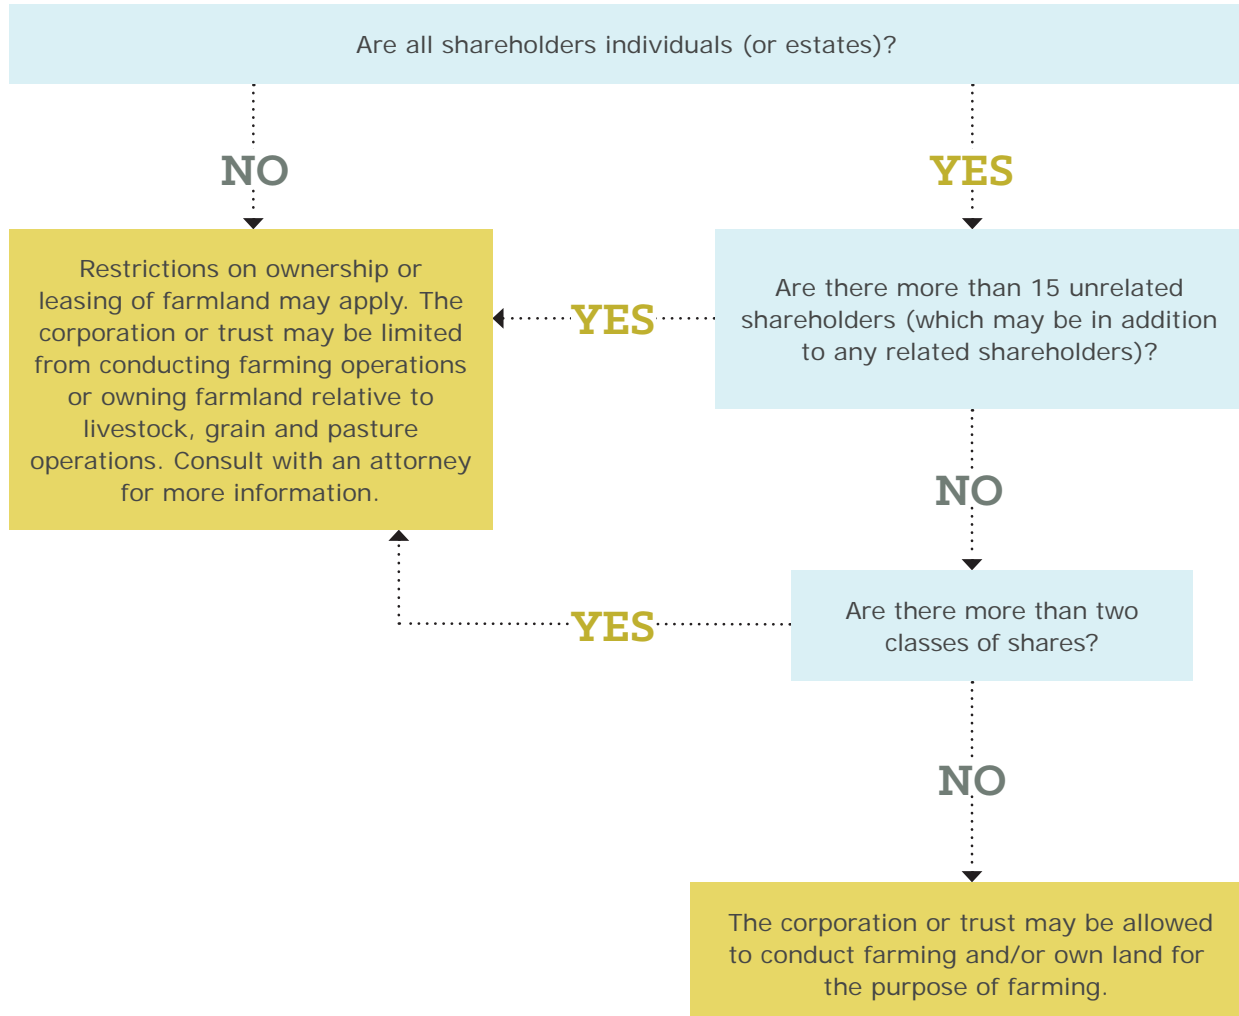 Are all shareholders individuals (or estates)?
NO
YES
Restrictions on ownership or
leasing of farmland may apply. The
corporation or trust may be limited
from conducting farming operations
or owning farmland relative to
livestock, grain and pasture
operations. Consult with an attorney
for more information.
YES
Are there more than 15 unrelated
shareholders (which may be in addition
to any related shareholders)?
NO
YES
Are there more than two
classes of shares?
NO
The corporation or trust may be allowed
to conduct farming and/or own land for
the purpose of farming.